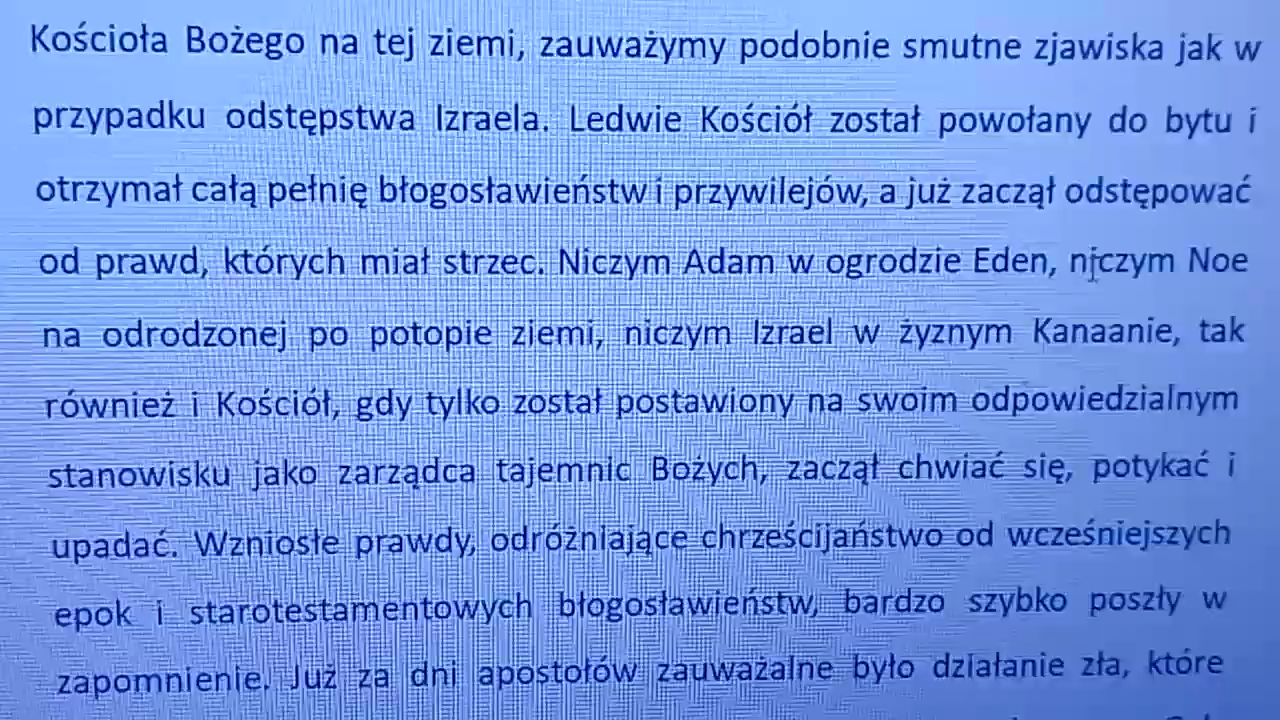 Kościoła Bożego na tej ziemi, zauważymy podobnie smutne zjawiska jak w
przypadku odstępstwa Izraela. Ledwie Kościół został powołany do bytu i
otrzymał całą pełnię błogosławieństw i przywilejów, a już zaczął odstępować
od prawd, których miał strzec. Niczym Adam w ogrodzie Eden, niczym Noe
na odrodzonej po potopie ziemi, niczym Izrael w żyznym Kanaanie, tak
również i Kościół, gdy tylko został postawiony na swoim odpowiedzialnym
stanowisku jako zarządca tajemnic Bożych, zaczął chwiać się, potykać i
upadać. Wzniosłe prawdy, odróżniające chrześcijaństwo od wcześniejszych
epok i starotestamentowych błogosławieństw, bardzo szybko poszły w
zapomnienie. Już za dni apostołów zauważalne było działanie zła, które